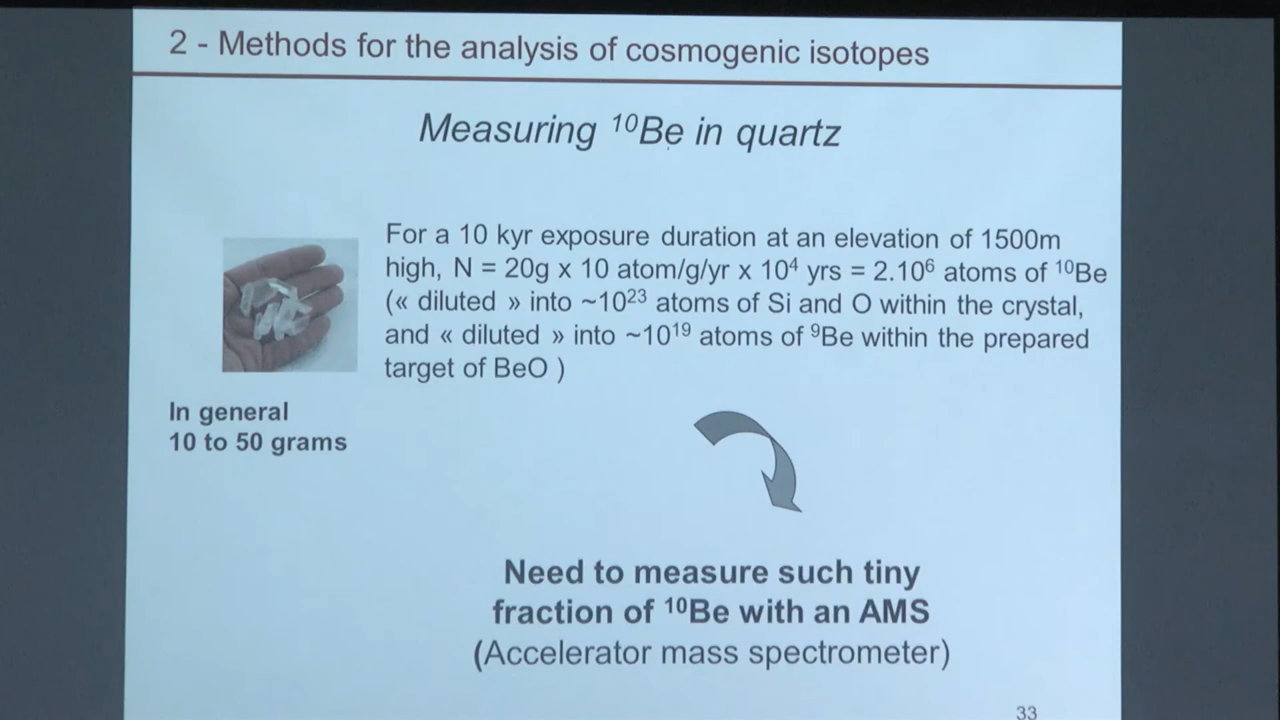 2 - Methods for the analysis of cosmogenic isotopes
Measuring ¹⁰Be in quartz
For a 10 kyr exposure duration at an elevation of 1500m
high, N = 20g x 10 atom/g/yr x 10⁴ yrs = 2.10⁶ atoms of ¹⁰Be
(« diluted » into ~10²³ atoms of Si and O within the crystal,
and « diluted » into ~10¹⁹ atoms of ⁹Be within the prepared
target of BeO )
In general
10 to 50 grams
Need to measure such tiny
fraction of ¹⁰Be with an AMS
(Accelerator mass spectrometer)
33